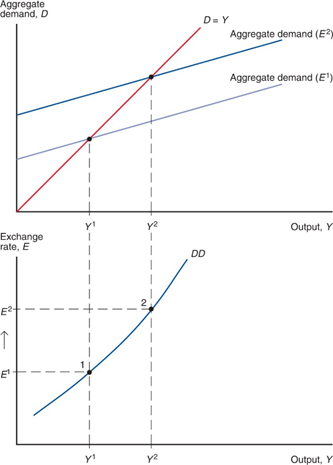 Aggregate
demand, D
D = Y
Aggregate demand (E²)
Aggregate demand (E¹)
Y¹
Y²
Output, Y
Exchange
rate, E
DD
E²
2
1
E¹
Y¹
Y²
Output, Y